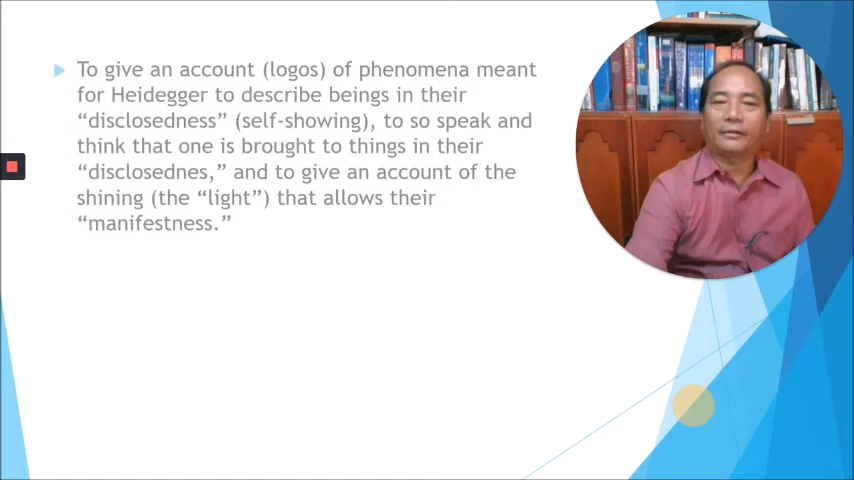 To give an account (logos) of phenomena meant
for Heidegger to describe beings in their
“disclosedness” (self-showing), to so speak and
think that one is brought to things in their
“disclosednes,” and to give an account of the
shining (the “light”) that allows their
“manifestness.”